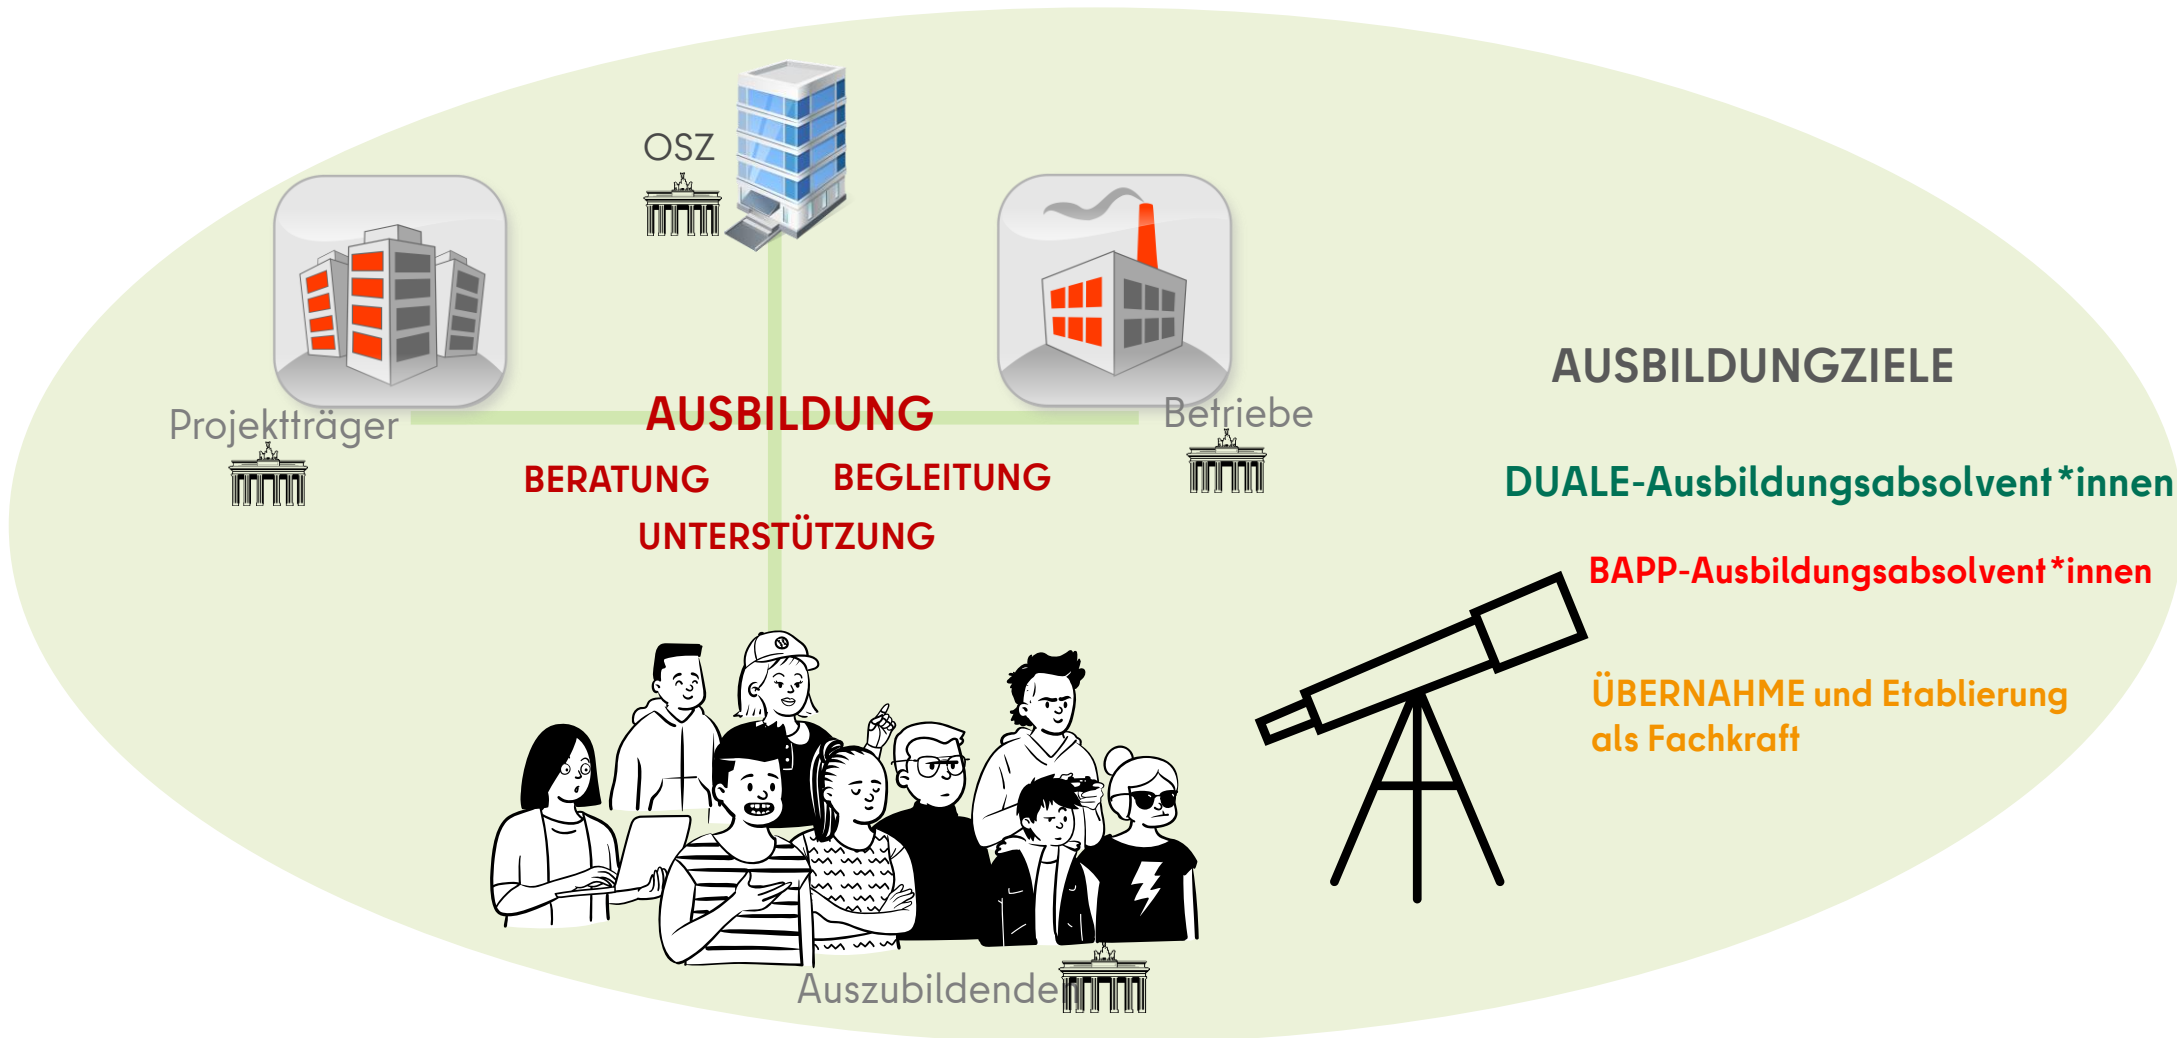 OSZ
Projektträger
Betriebe
AUSBILDUNG
BERATUNG
BEGLEITUNG
UNTERSTÜTZUNG
Auszubildenden
AUSBILDUNGZIELE
DUALE-Ausbildungsabsolvent*innen
BAPP-Ausbildungsabsolvent*innen
ÜBERNAHME und Etablierung
als Fachkraft